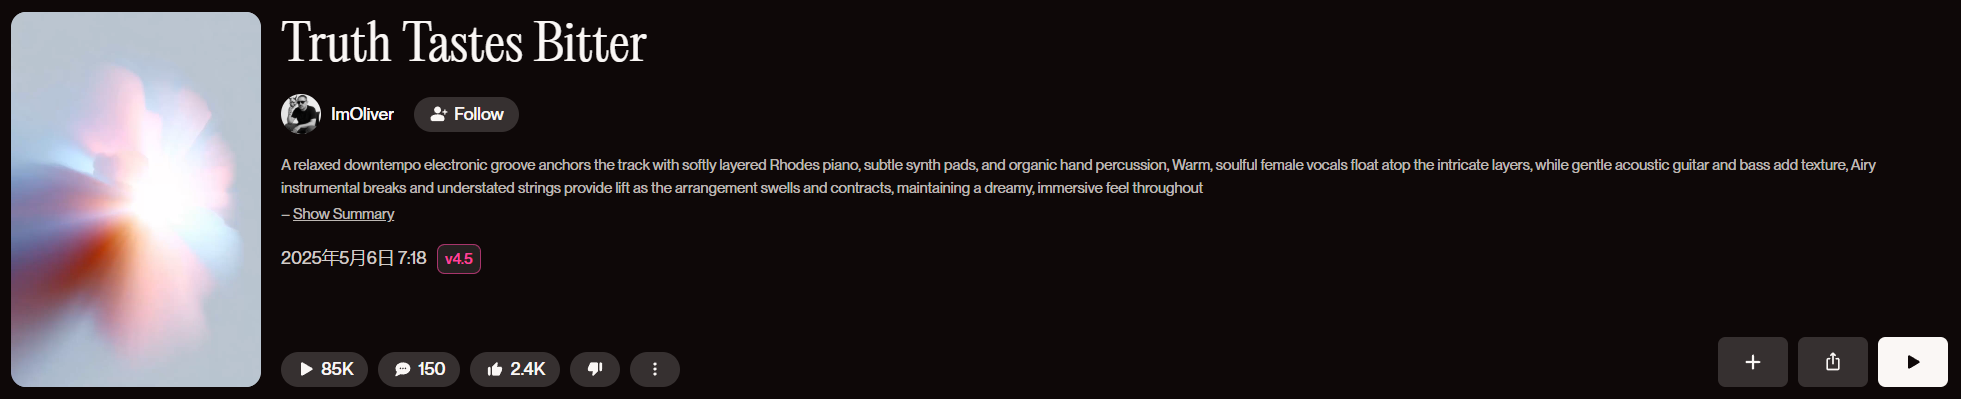 Truth Tastes Bitter
ImOliver
Follow
A relaxed downtempo electronic groove anchors the track with softly layered Rhodes piano, subtle synth pads, and organic hand percussion, Warm, soulful female vocals float atop the intricate layers, while gentle acoustic guitar and bass add texture, Airy
instrumental breaks and understated strings provide lift as the arrangement swells and contracts, maintaining a dreamy, immersive feel throughout
– Show Summary
2025年5月6日 7:18 v4.5
85K 150 2.4K